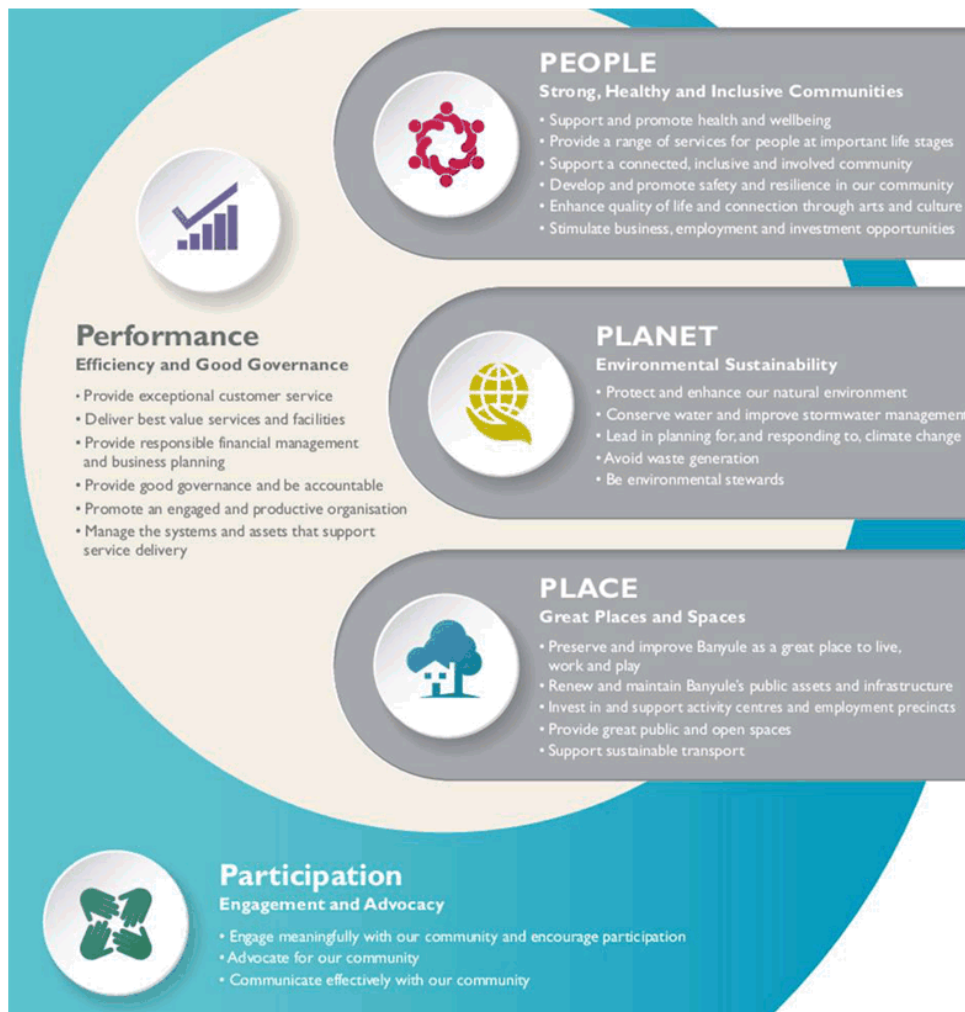 PEOPLE
Strong, Healthy and Inclusive Communities
• Support and promote health and wellbeing
• Provide a range of services for people at important life stages
• Support a connected, inclusive and involved community
• Develop and promote safety and resilience in our community
• Enhance quality of life and connection through arts and culture
• Stimulate business, employment and investment opportunities
Performance
Efficiency and Good Governance
• Provide exceptional customer service
• Deliver best value services and facilities
• Provide responsible financial management
and business planning
• Provide good governance and be accountable
• Promote an engaged and productive organisation
• Manage the systems and assets that support
service delivery
PLANET
Environmental Sustainability
• Protect and enhance our natural environment
• Conserve water and improve stormwater management
• Lead in planning for, and responding to, climate change
• Avoid waste generation
• Be environmental stewards
PLACE
Great Places and Spaces
• Preserve and improve Banyule as a great place to live,
work and play
• Renew and maintain Banyule's public assets and infrastructure
• Invest in and support activity centres and employment precincts
• Provide great public and open spaces
• Support sustainable transport
Participation
Engagement and Advocacy
• Engage meaningfully with our community and encourage participation
• Advocate for our community
• Communicate effectively with our community